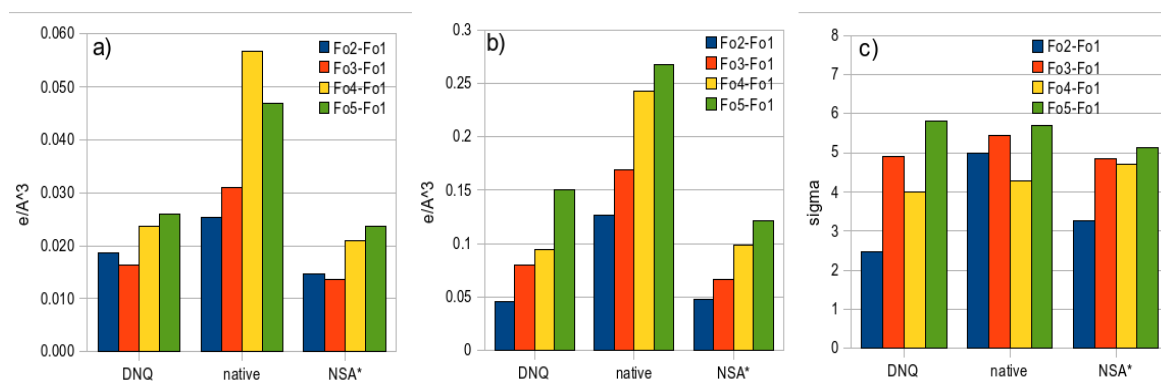 a)
Fo2-Fo1
Fo3-Fo1
Fo4-Fo1
Fo5-Fo1
0.060
0.050
0.040
0.030
0.020
0.010
0.000
e/A^3
DNQ native NSA*
b)
Fo2-Fo1
Fo3-Fo1
Fo4-Fo1
Fo5-Fo1
0.3
0.25
0.2
0.15
0.1
0.05
0
e/A^3
DNQ native NSA*
c)
Fo2-Fo1
Fo3-Fo1
Fo4-Fo1
Fo5-Fo1
8
7
6
5
4
3
2
1
0
sigma
DNQ native NSA*